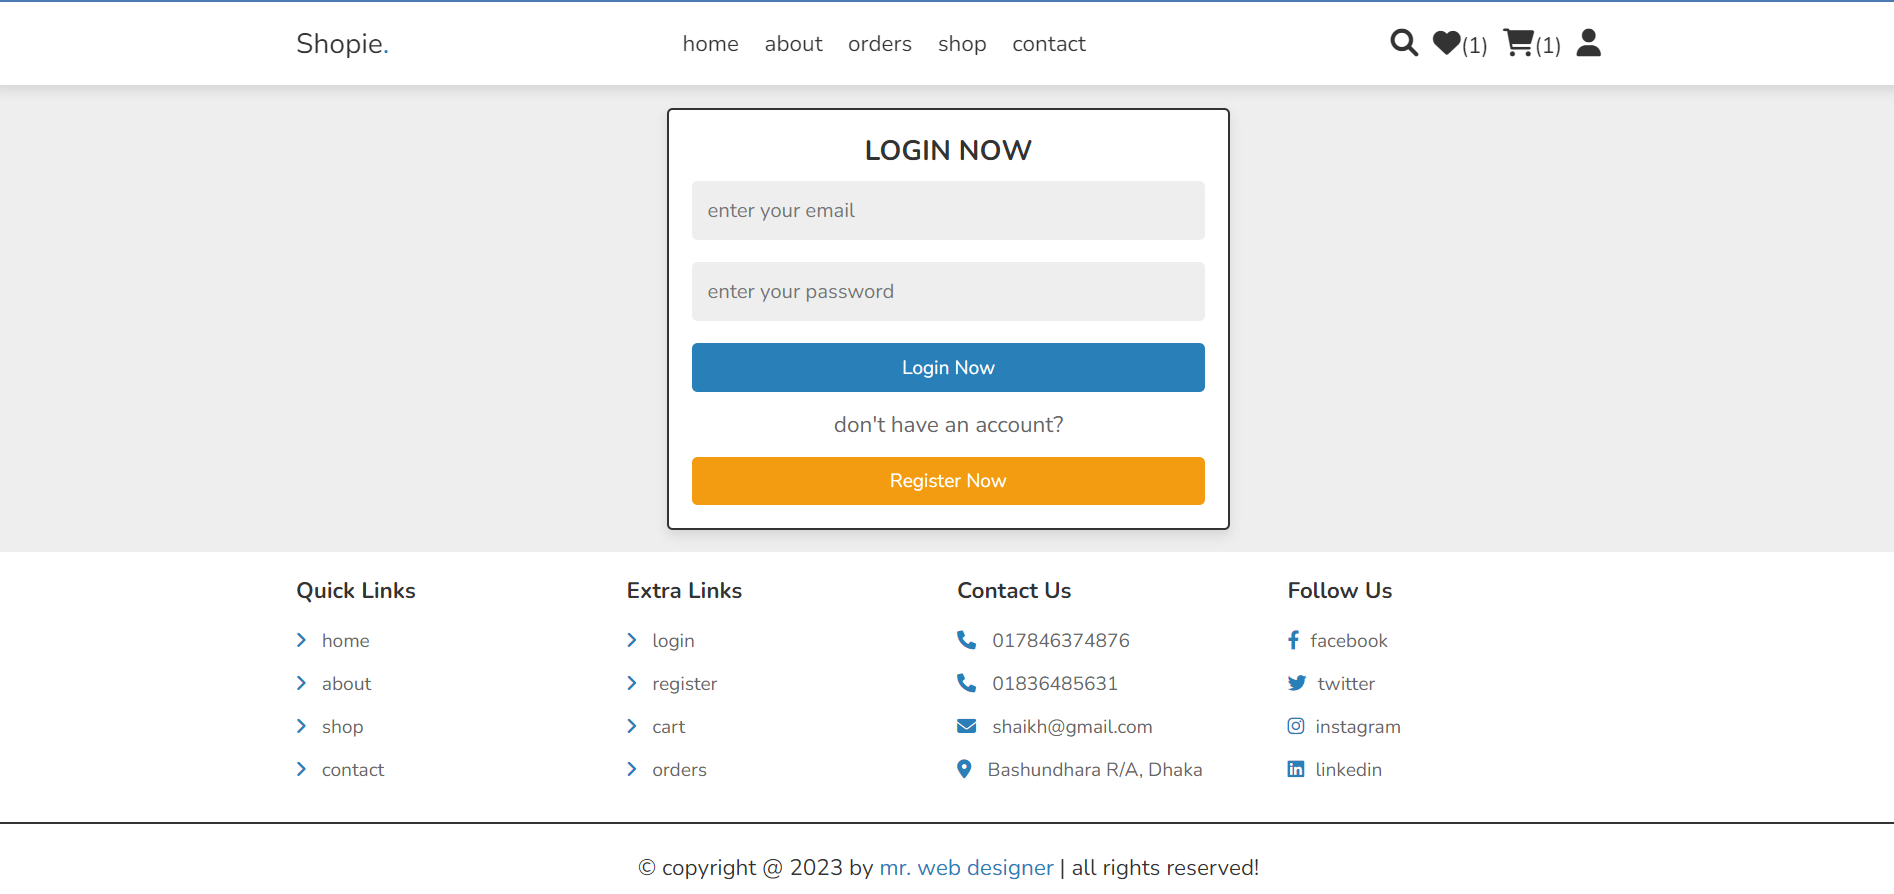 Shopie.
home about orders shop contact
(1) (1)
LOGIN NOW
enter your email
enter your password
Login Now
don't have an account?
Register Now
Quick Links
home
about
shop
contact
Extra Links
login
register
cart
orders
Contact Us
017846374876
01836485631
shaikh@gmail.com
Bashundhara R/A, Dhaka
Follow Us
facebook
twitter
instagram
linkedin
© copyright @ 2023 by mr. web designer | all rights reserved!